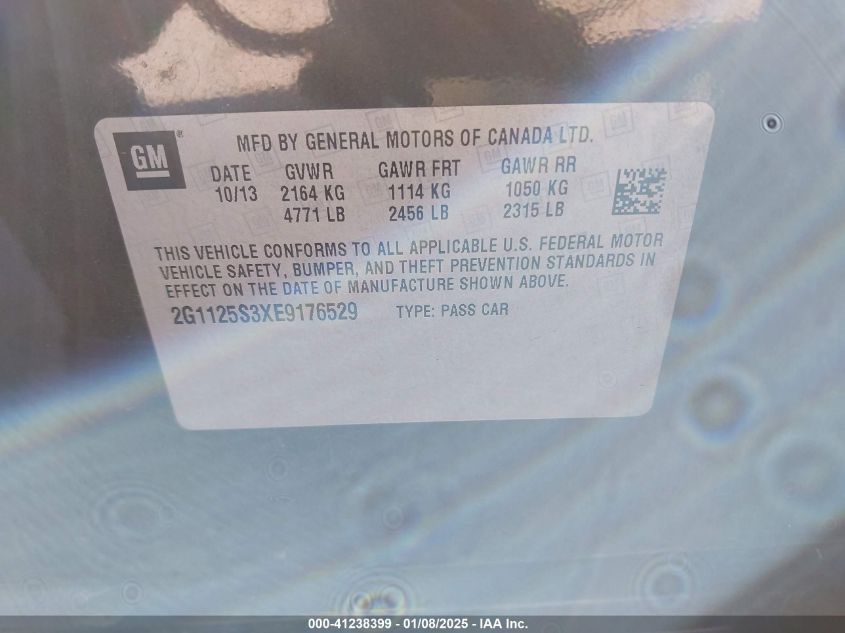 GM ®
MFD BY GENERAL MOTORS OF CANADA LTD.
DATE GVWR GAWR FRT GAWR RR
10/13 2164 KG 1114 KG 1050 KG
4771 LB 2456 LB 2315 LB
THIS VEHICLE CONFORMS TO ALL APPLICABLE U.S. FEDERAL MOTOR
VEHICLE SAFETY, BUMPER, AND THEFT PREVENTION STANDARDS IN
EFFECT ON THE DATE OF MANUFACTURE SHOWN ABOVE.
2G1125S3XE9176529 TYPE: PASS CAR
000-41238399 — 01/08/2025 — IAA Inc.